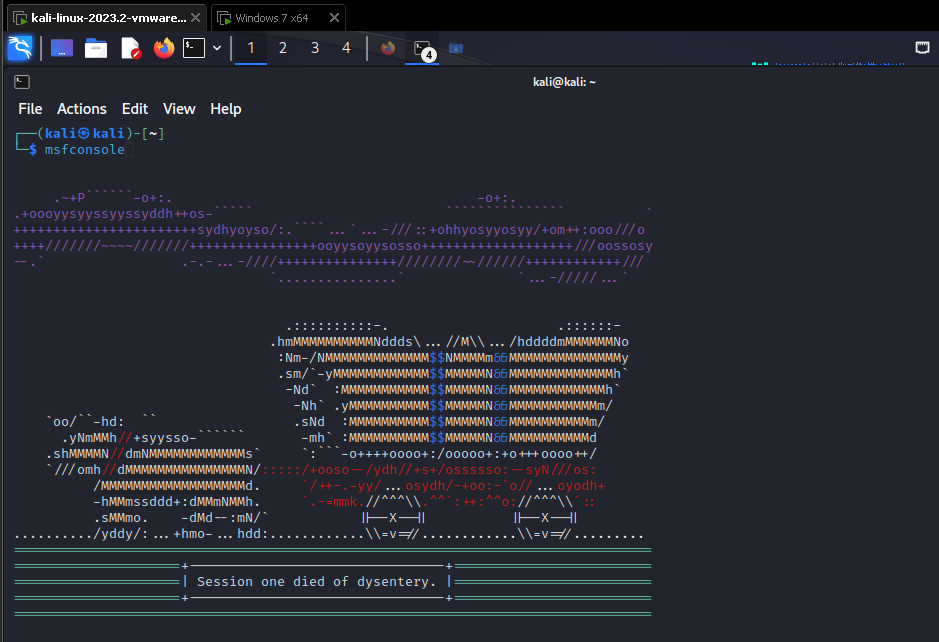 kali-linux-2023.2-vmware... Windows 7 x64
1 2 3 4 4
kali@kali: ~
File Actions Edit View Help
┌──(kali㉿kali)-[~]
└─$ msfconsole
Session one died of dysentery.